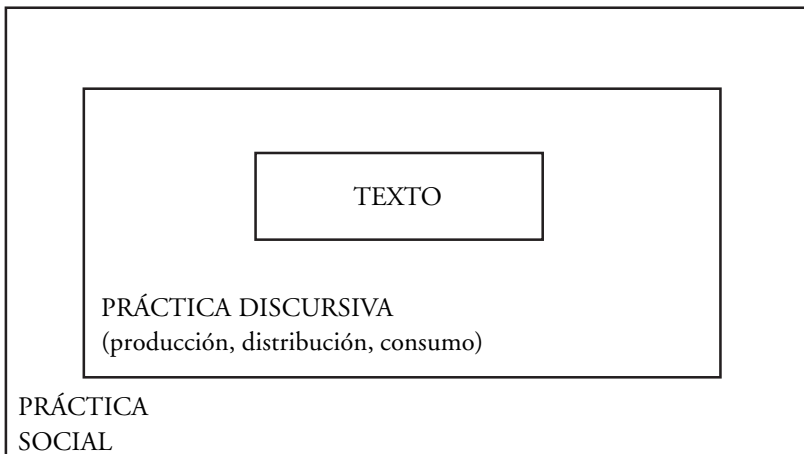 TEXTO
PRÁCTICA DISCURSIVA
(producción, distribución, consumo)
PRÁCTICA
SOCIAL